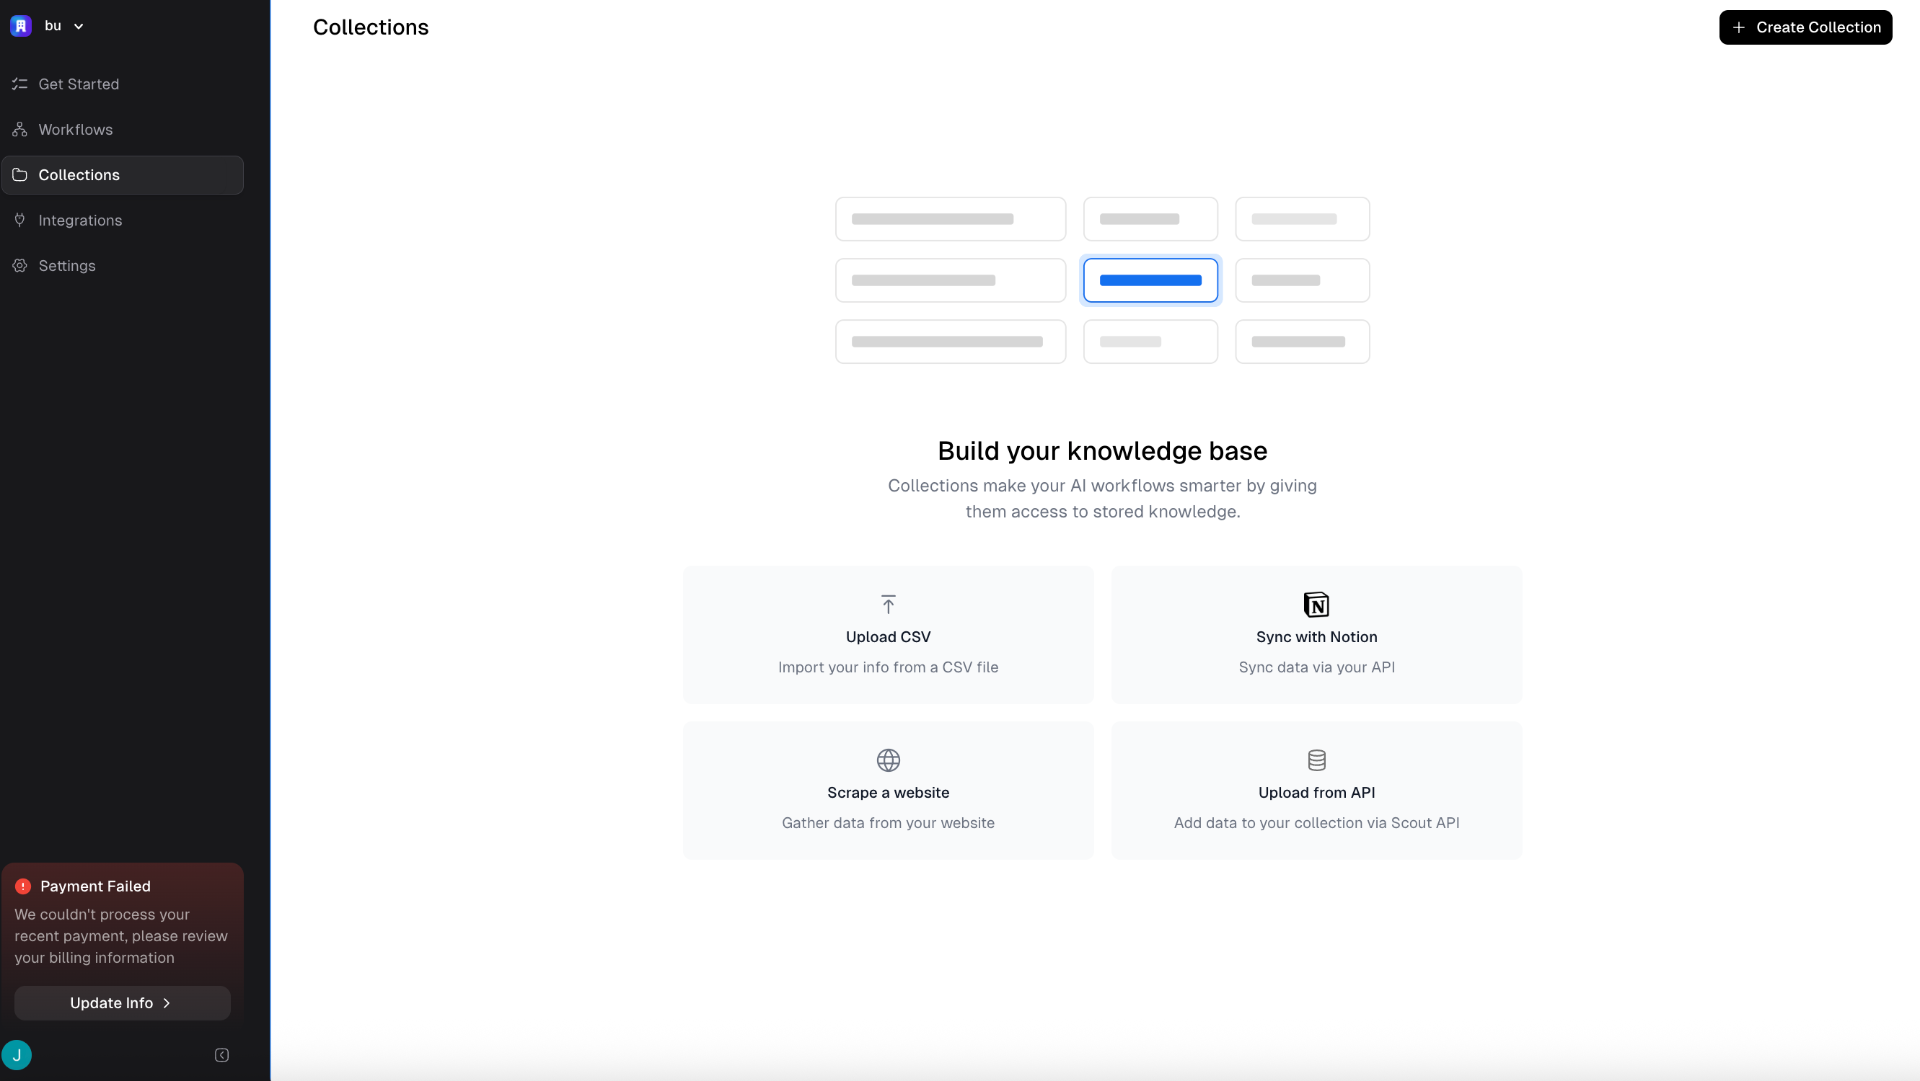 bu
Get Started
Workflows
Collections
Integrations
Settings
Payment Failed
We couldn't process your
recent payment, please review
your billing information
Update Info
J
Collections
Create Collection
Build your knowledge base
Collections make your AI workflows smarter by giving
them access to stored knowledge.
Upload CSV
Import your info from a CSV file
N
Sync with Notion
Sync data via your API
Scrape a website
Gather data from your website
Upload from API
Add data to your collection via Scout API